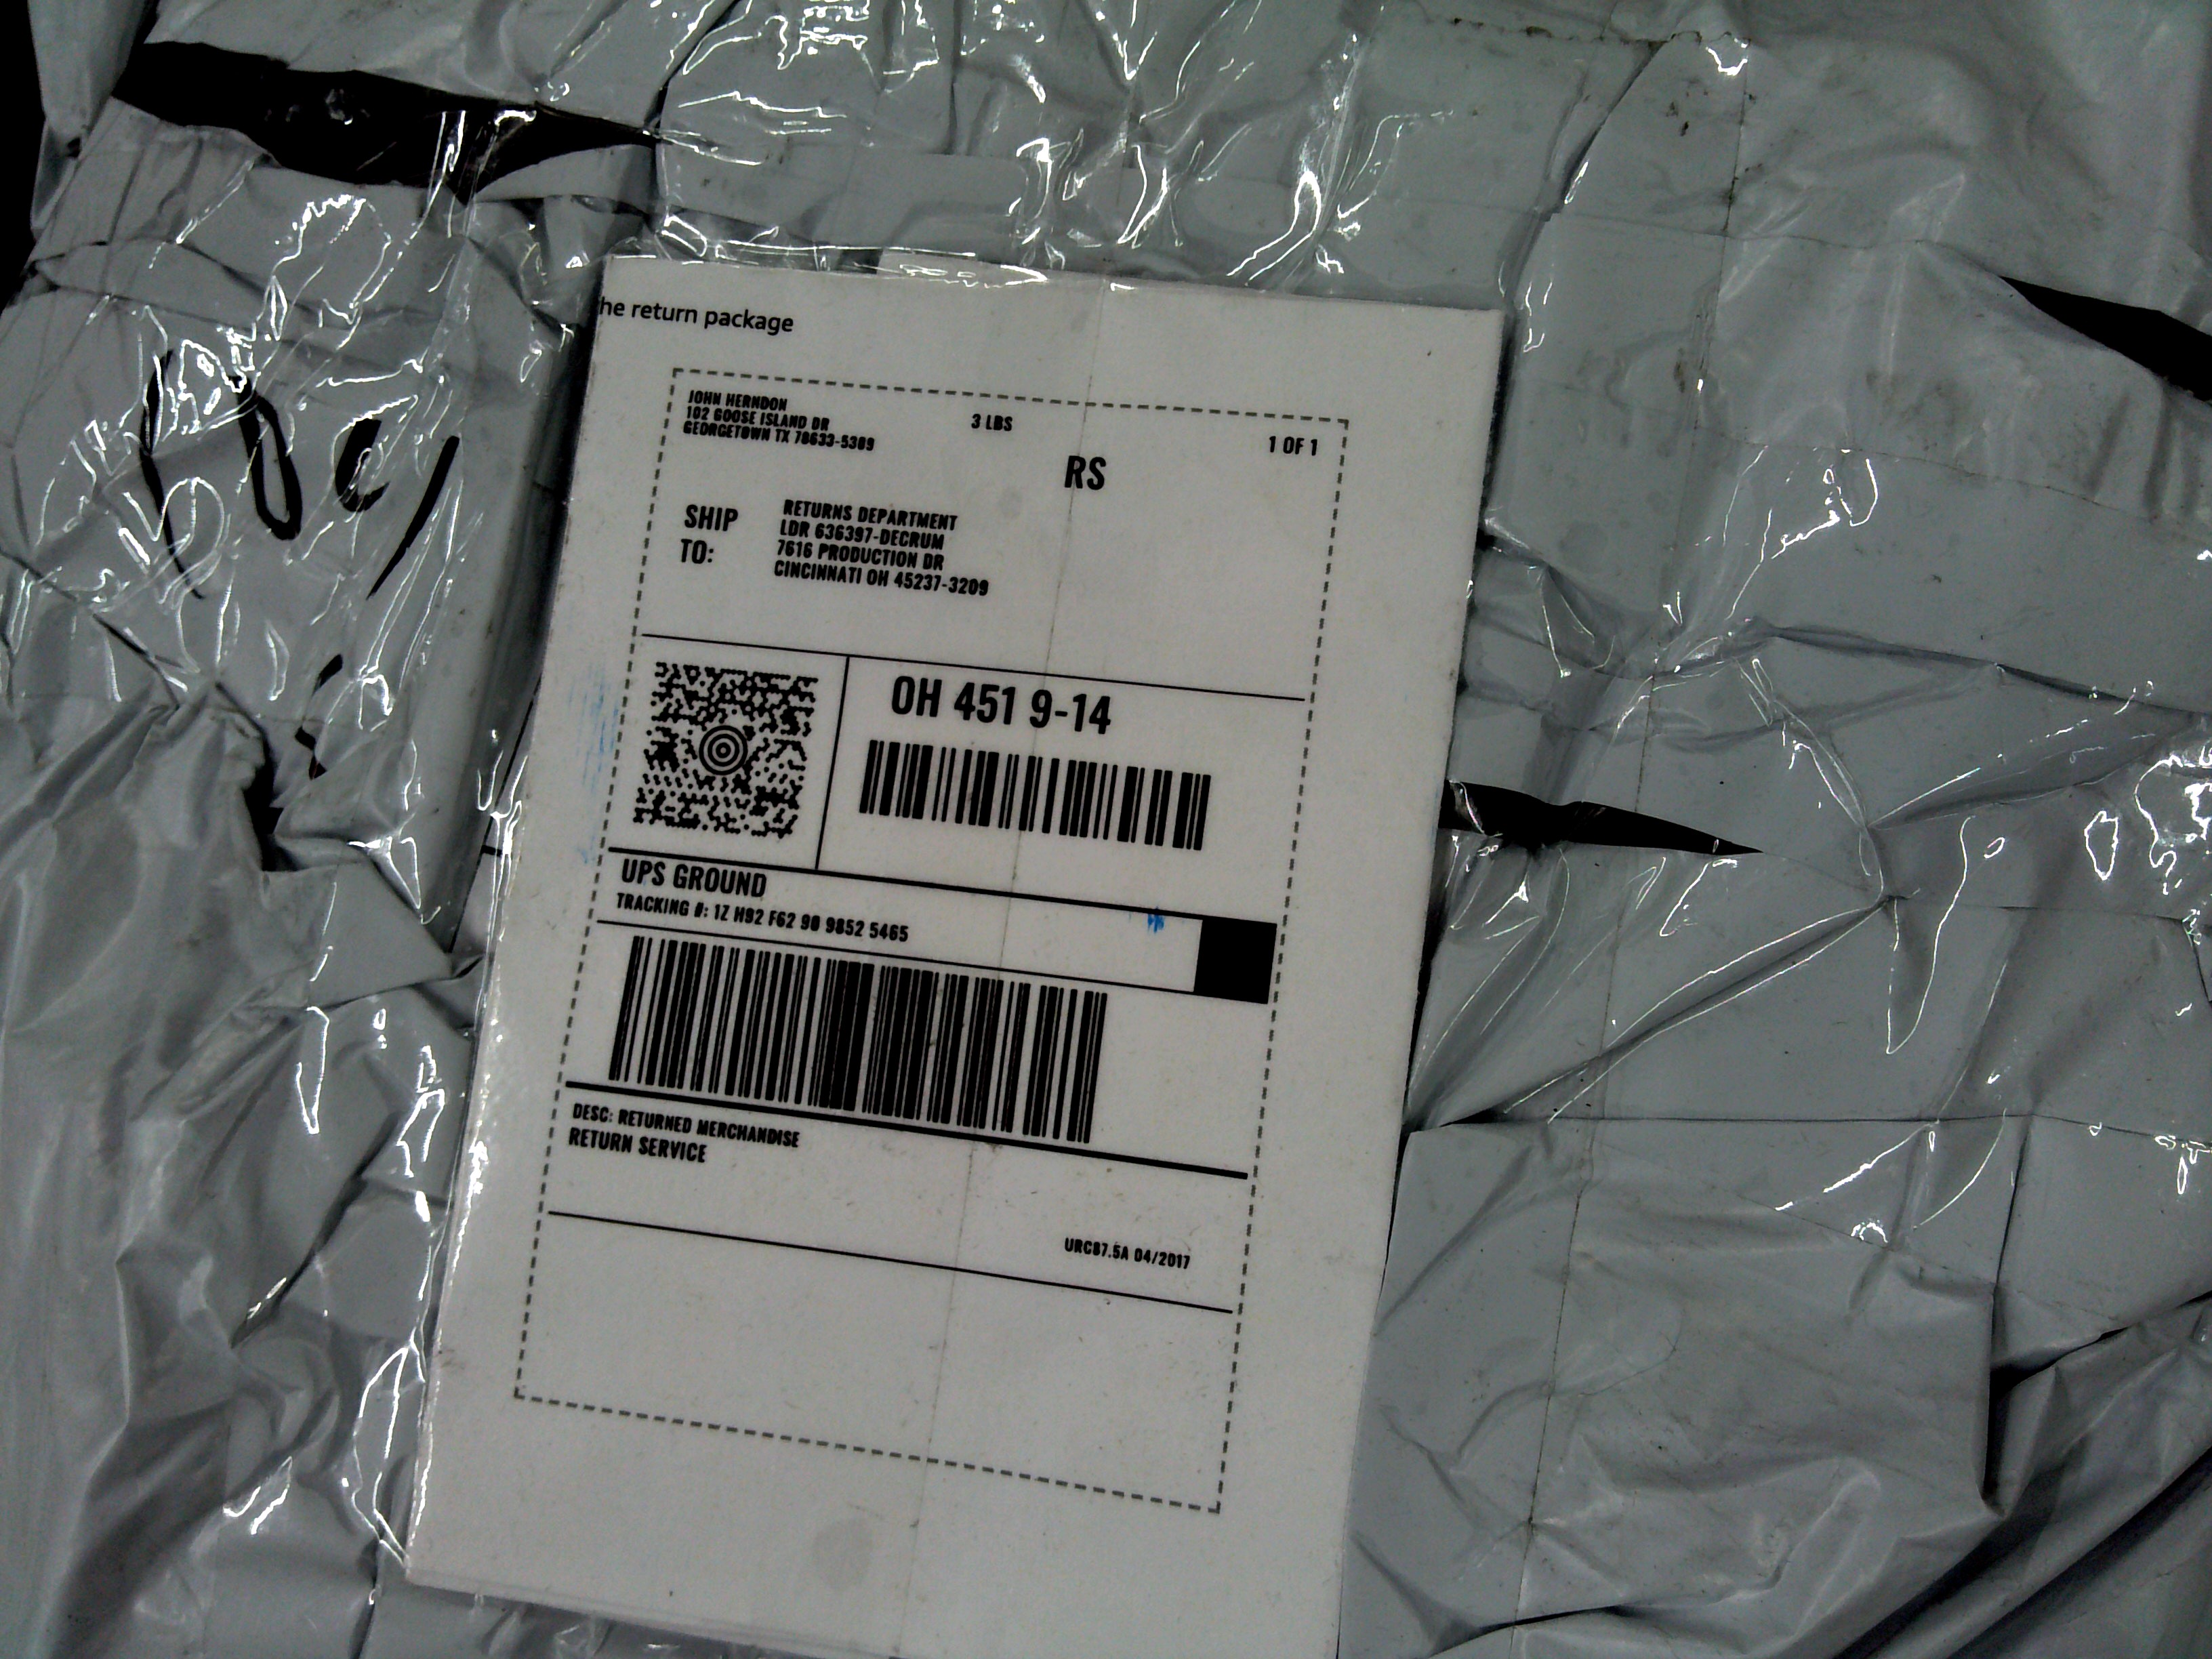 he return package
JOHN HERNDON
102 GOOSE ISLAND DR
GEORGETOWN TX 78633-5309
3 LBS
1 OF 1
RS
SHIP TO:
RETURNS DEPARTMENT
LDR 636397-DECRUM
7616 PRODUCTION DR
CINCINNATI OH 45237-3209
OH 451 9-14
UPS GROUND
TRACKING #: 1Z H92 F62 90 9852 5465
DESC: RETURNED MERCHANDISE
RETURN SERVICE
URC87.5A 04/2017